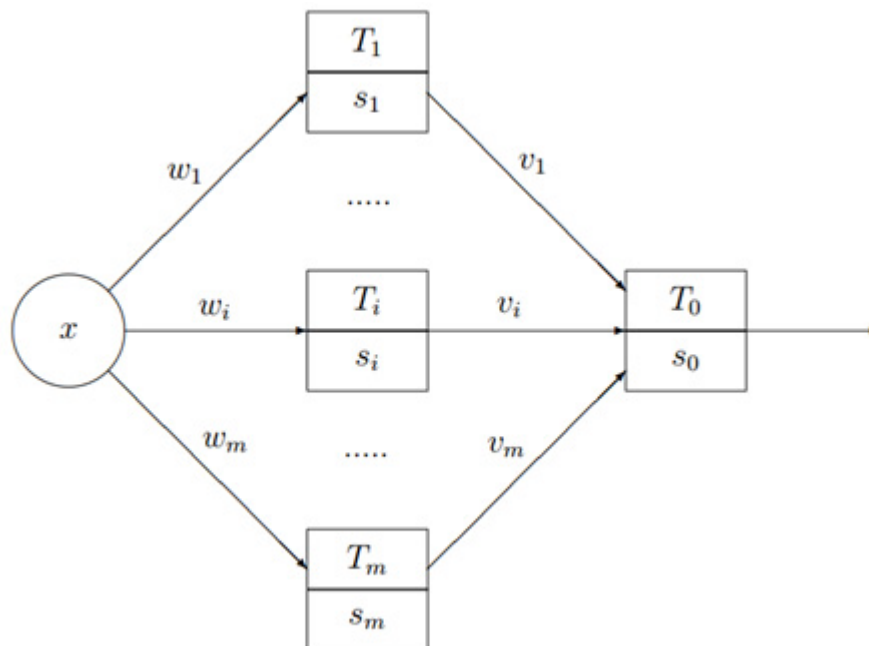 T₁
s₁
w₁
v₁
.....
x
wᵢ
Tᵢ
sᵢ
vᵢ
T₀
s₀
wₘ
.....
vₘ
Tₘ
sₘ